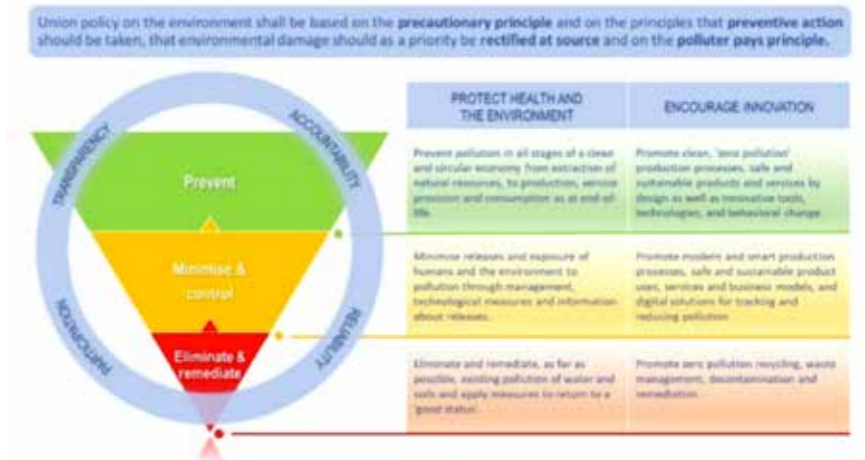 Union policy on the environment shall be based on the precautionary principle and on the principles that preventive action
should be taken, that environmental damage should as a priority be rectified at source and on the polluter pays principle.
TRANSPARENCY
ACCOUNTABILITY
PARTICIPATION
RELIABILITY
Prevent
Minimise &
control
Eliminate &
remediate
PROTECT HEALTH AND
THE ENVIRONMENT
ENCOURAGE INNOVATION
Prevent pollution in all stages of a clean
and circular economy from extraction of
natural resources, to production, service
provision and consumption as at end-of-
life.
Promote clean, 'zero pollution'
production processes, safe and
sustainable products and services by
design as well as innovative tools,
technologies, and behavioral change
Minimise releases and exposure of
humans and the environment to
pollution through management,
technological measures and information
about releases.
Promote modern and smart production
processes, safe and sustainable product
uses, services and business models, and
digital solutions for tracking and
reducing pollution
Eliminate and remediate, as far as
possible, existing pollution of water and
soils and apply measures to return to a
'good status'.
Promote zero pollution recycling, waste
management, decontamination and
remediation